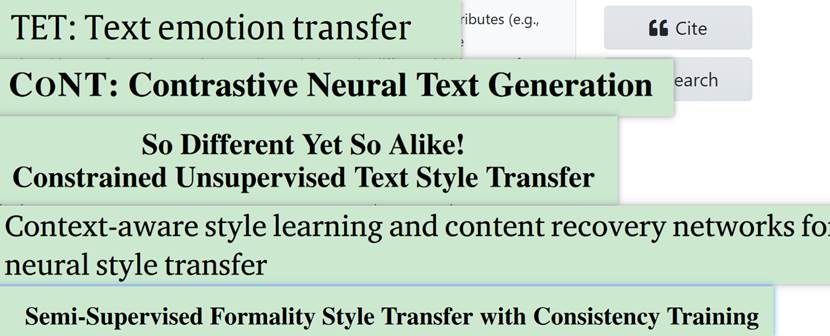 TET: Text emotion transfer
ributes (e.g.,
Cite
CONT: Contrastive Neural Text Generation
earch
So Different Yet So Alike!
Constrained Unsupervised Text Style Transfer
Context-aware style learning and content recovery networks for
neural style transfer
Semi-Supervised Formality Style Transfer with Consistency Training